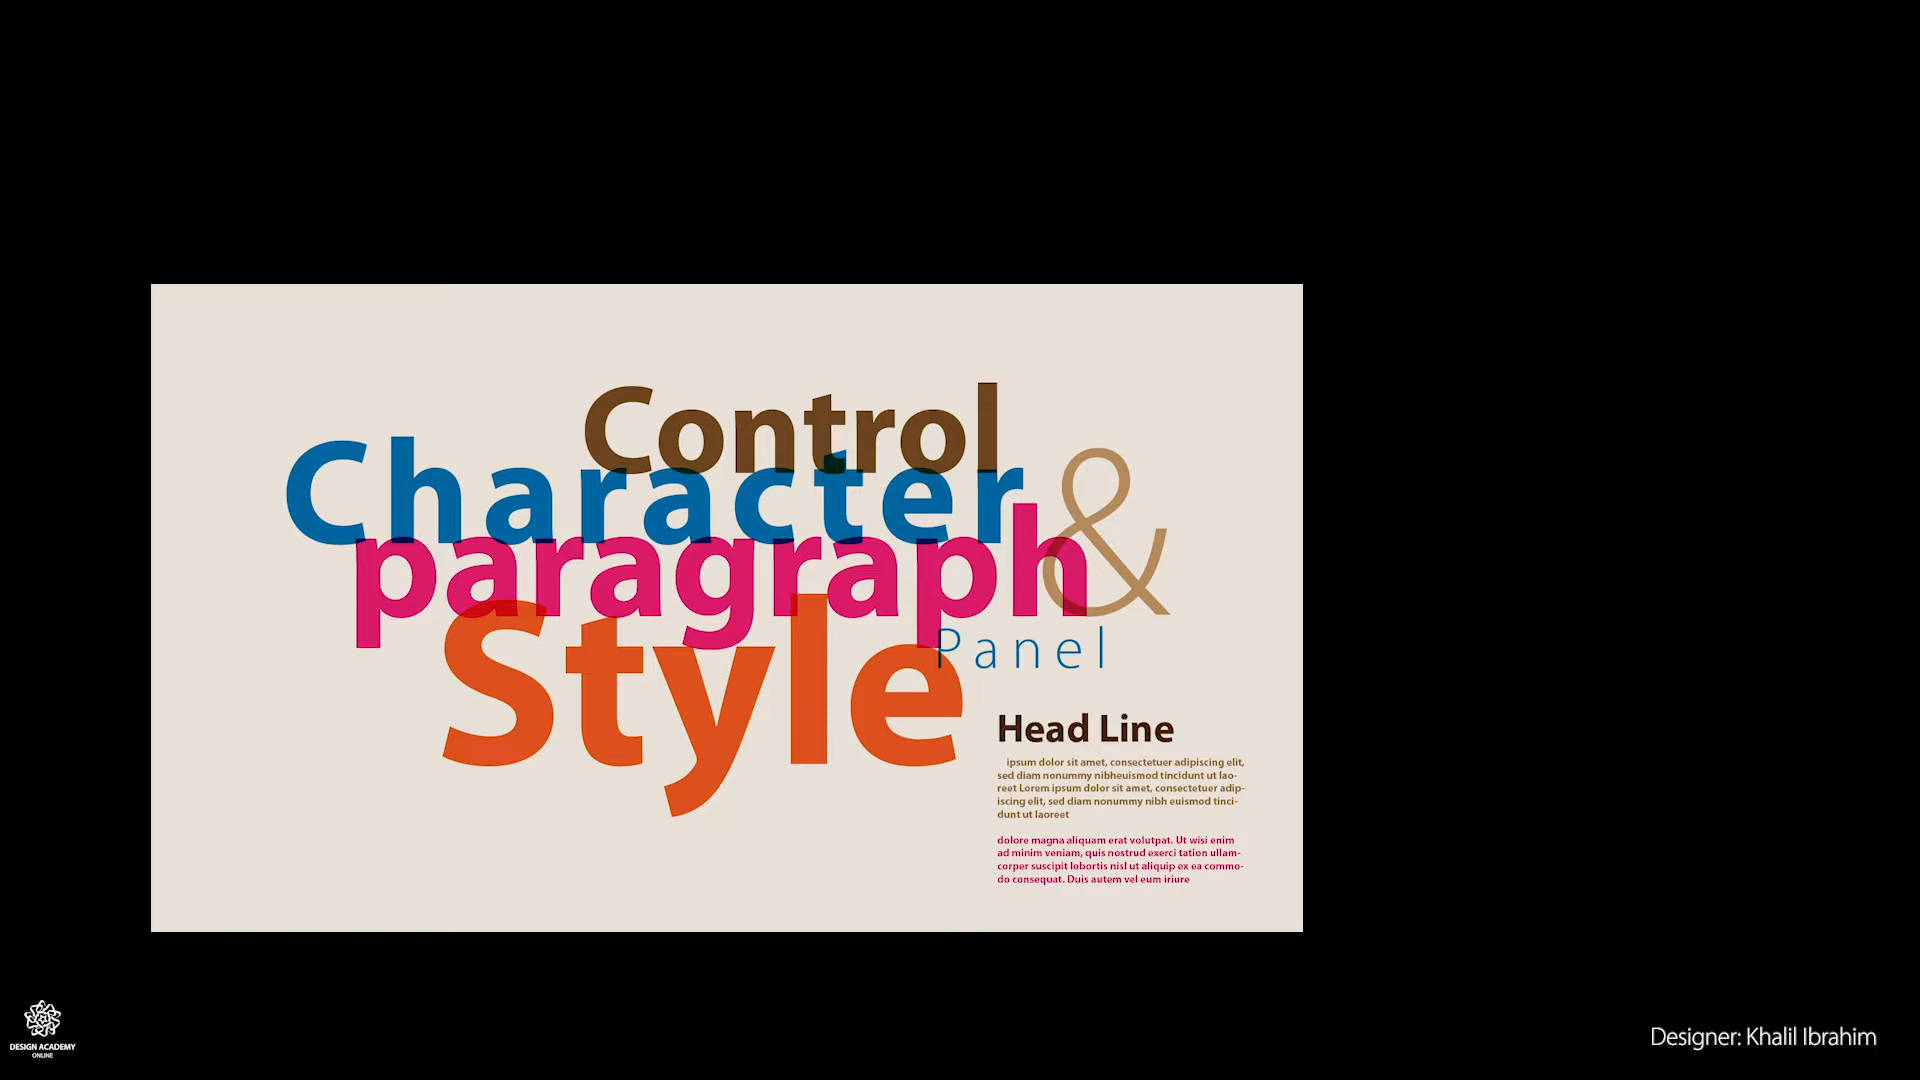 Control
Character
&
paragraph
Style
Panel
Head Line
ipsum dolor sit amet, consectetuer adipiscing elit,
sed diam nonummy nibheuismod tincidunt ut lao-
reet Lorem ipsum dolor sit amet, consectetuer adip-
iscing elit, sed diam nonummy nibh euismod tinci-
dunt ut laoreet
dolore magna aliquam erat volutpat. Ut wisi enim
ad minim veniam, quis nostrud exerci tation ullam-
corper suscipit lobortis nisl ut aliquip ex ea commo-
do consequat. Duis autem vel eum iriure
DESIGN ACADEMY
ONLINE
Designer: Khalil Ibrahim